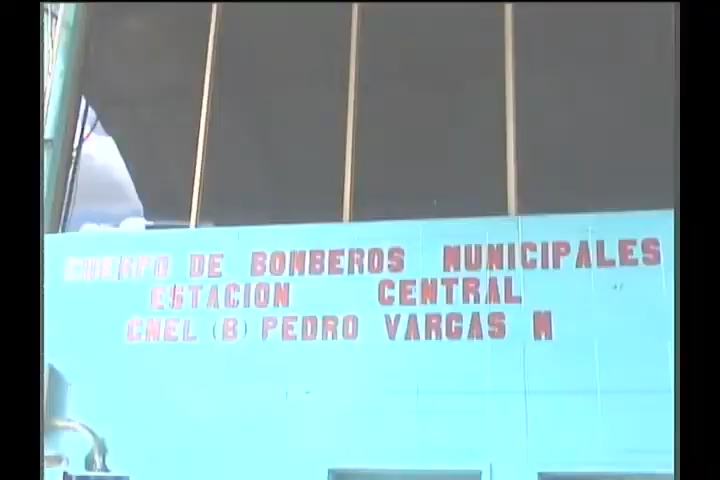 CUERPO DE BOMBEROS MUNICIPALES
ESTACION CENTRAL
CNEL (B) PEDRO VARGAS M